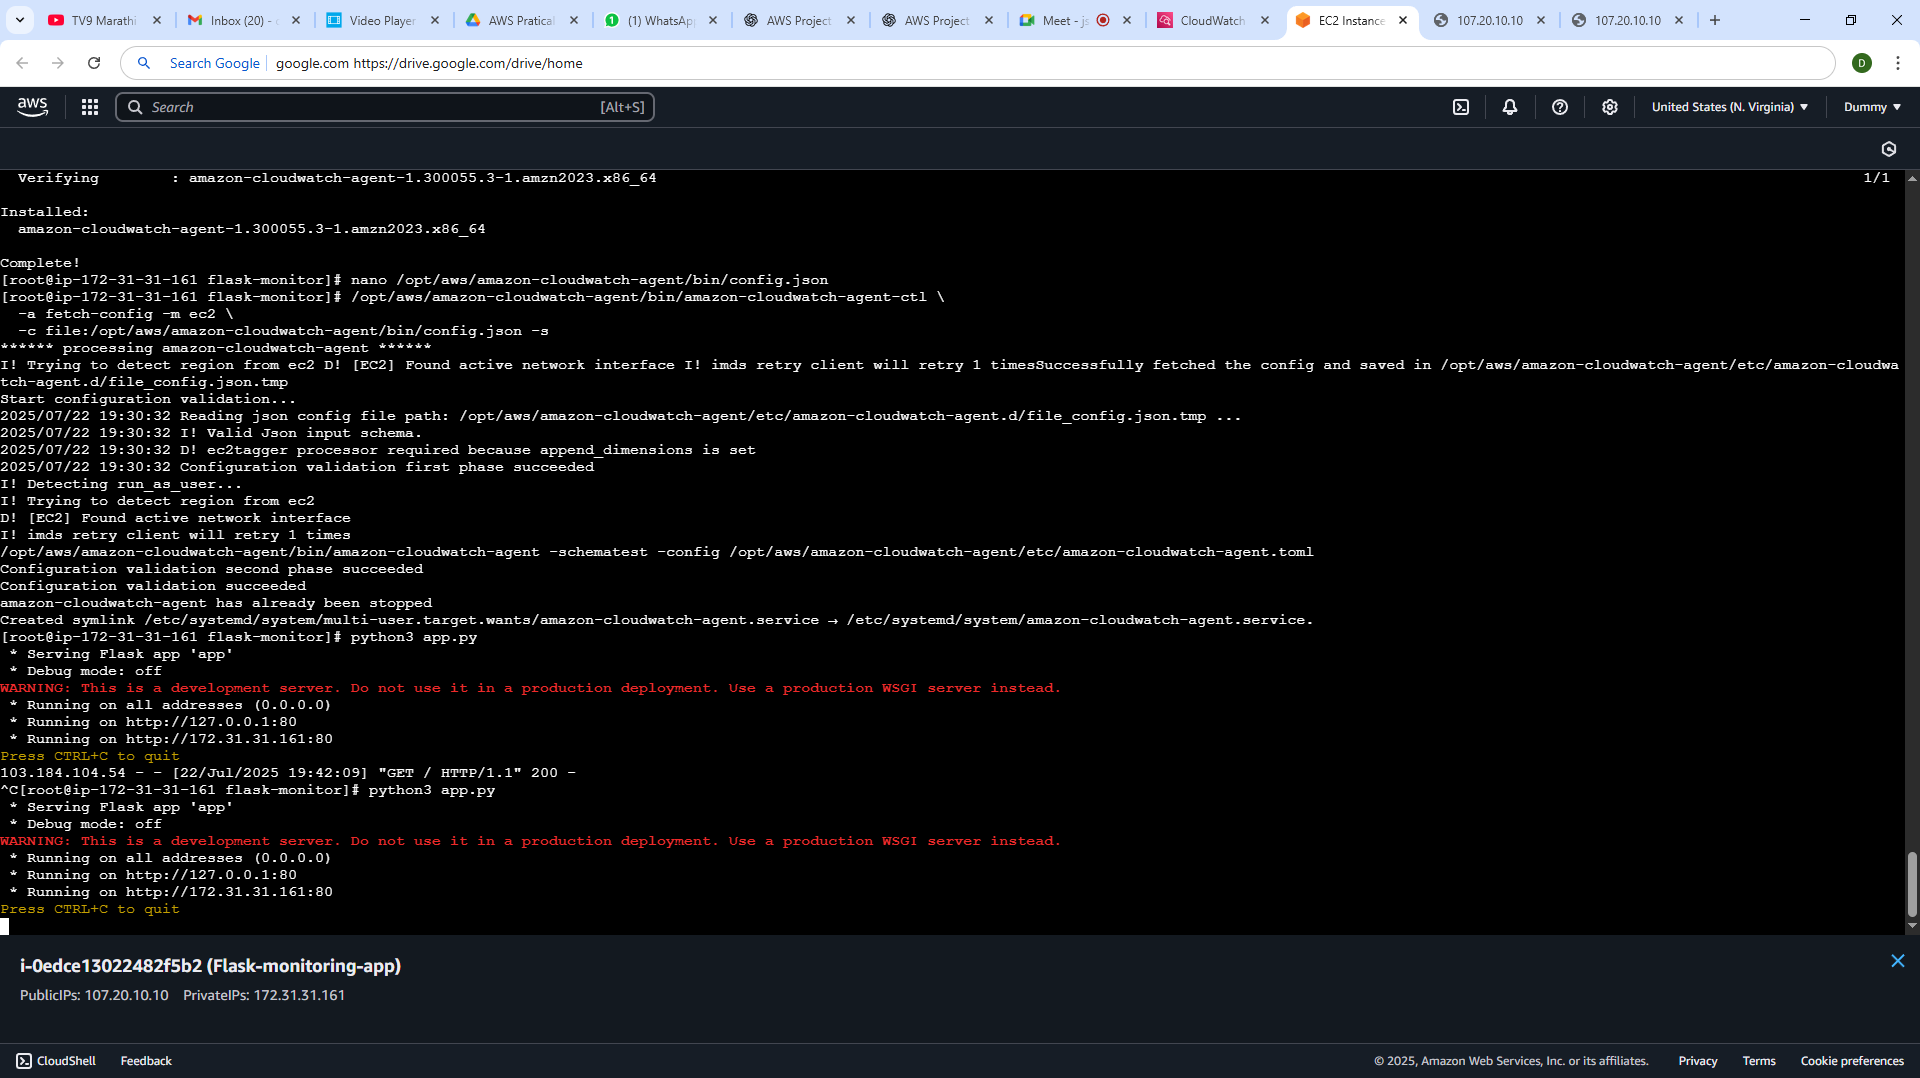 TV9 Marathi
Inbox (20) - c
Video Player
AWS Pratical
(1) WhatsApp
AWS Project
AWS Project
Meet - js
CloudWatch
EC2 Instance
107.20.10.10
107.20.10.10
Search Google
google.com https://drive.google.com/drive/home
D
aws
Search
[Alt+S]
United States (N. Virginia)
Dummy
Verifying        : amazon-cloudwatch-agent-1.300055.3-1.amzn2023.x86_64 1/1
Installed:
amazon-cloudwatch-agent-1.300055.3-1.amzn2023.x86_64
Complete!
[root@ip-172-31-31-161 flask-monitor]# nano /opt/aws/amazon-cloudwatch-agent/bin/config.json
[root@ip-172-31-31-161 flask-monitor]# /opt/aws/amazon-cloudwatch-agent/bin/amazon-cloudwatch-agent-ctl \
-a fetch-config -m ec2 \
-c file:/opt/aws/amazon-cloudwatch-agent/bin/config.json -s
****** processing amazon-cloudwatch-agent ******
I! Trying to detect region from ec2 D! [EC2] Found active network interface I! imds retry client will retry 1 timesSuccessfully fetched the config and saved in /opt/aws/amazon-cloudwatch-agent/etc/amazon-cloudwa
tch-agent.d/file_config.json.tmp
Start configuration validation...
2025/07/22 19:30:32 Reading json config file path: /opt/aws/amazon-cloudwatch-agent/etc/amazon-cloudwatch-agent.d/file_config.json.tmp ...
2025/07/22 19:30:32 I! Valid Json input schema.
2025/07/22 19:30:32 D! ec2tagger processor required because append_dimensions is set
2025/07/22 19:30:32 Configuration validation first phase succeeded
I! Detecting run_as_user...
I! Trying to detect region from ec2
D! [EC2] Found active network interface
I! imds retry client will retry 1 times
/opt/aws/amazon-cloudwatch-agent/bin/amazon-cloudwatch-agent -schematest -config /opt/aws/amazon-cloudwatch-agent/etc/amazon-cloudwatch-agent.toml
Configuration validation second phase succeeded
Configuration validation succeeded
amazon-cloudwatch-agent has already been stopped
Created symlink /etc/systemd/system/multi-user.target.wants/amazon-cloudwatch-agent.service → /etc/systemd/system/amazon-cloudwatch-agent.service.
[root@ip-172-31-31-161 flask-monitor]# python3 app.py
* Serving Flask app 'app'
* Debug mode: off
WARNING: This is a development server. Do not use it in a production deployment. Use a production WSGI server instead.
* Running on all addresses (0.0.0.0)
* Running on http://127.0.0.1:80
* Running on http://172.31.31.161:80
Press CTRL+C to quit
103.184.104.54 - - [22/Jul/2025 19:42:09] "GET / HTTP/1.1" 200 -
^C[root@ip-172-31-31-161 flask-monitor]# python3 app.py
* Serving Flask app 'app'
* Debug mode: off
WARNING: This is a development server. Do not use it in a production deployment. Use a production WSGI server instead.
* Running on all addresses (0.0.0.0)
* Running on http://127.0.0.1:80
* Running on http://172.31.31.161:80
Press CTRL+C to quit
i-0edce13022482f5b2 (Flask-monitoring-app)
PublicIPs: 107.20.10.10 PrivateIPs: 172.31.31.161
CloudShell
Feedback
© 2025, Amazon Web Services, Inc. or its affiliates.
Privacy
Terms
Cookie preferences